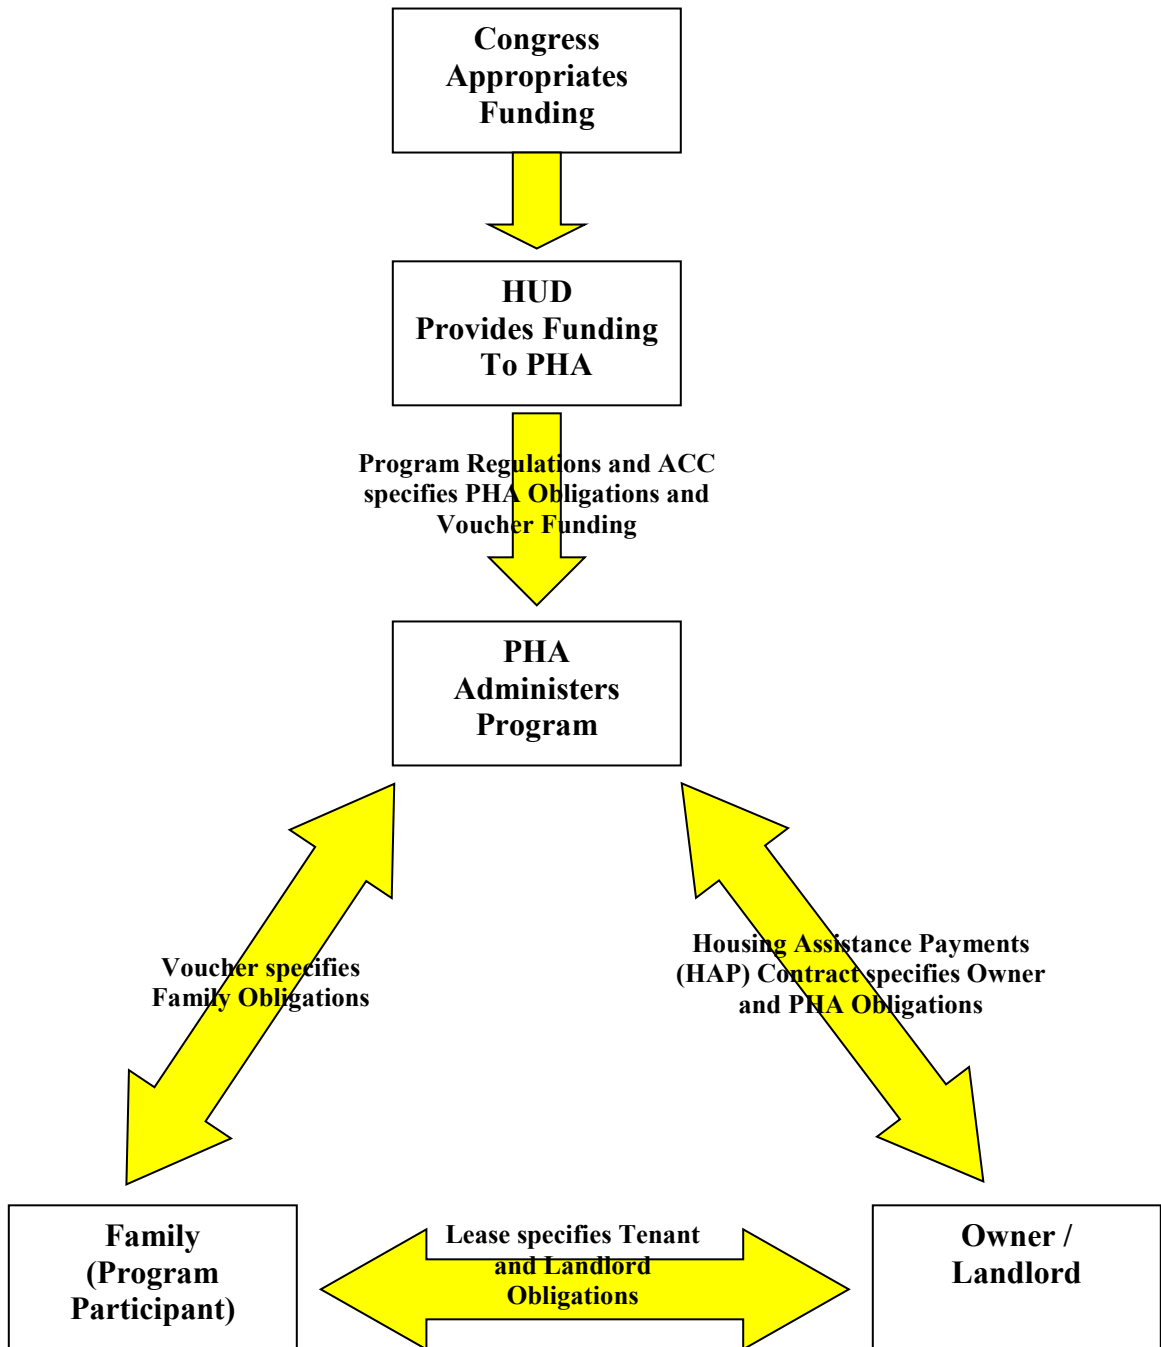 Congress
Appropriates
Funding
HUD
Provides Funding
To PHA
Program Regulations and ACC
specifies PHA Obligations and
Voucher Funding
PHA
Administers
Program
Voucher specifies
Family Obligations
Housing Assistance Payments
(HAP) Contract specifies Owner
and PHA Obligations
Family
(Program
Participant)
Lease specifies Tenant
and Landlord
Obligations
Owner /
Landlord